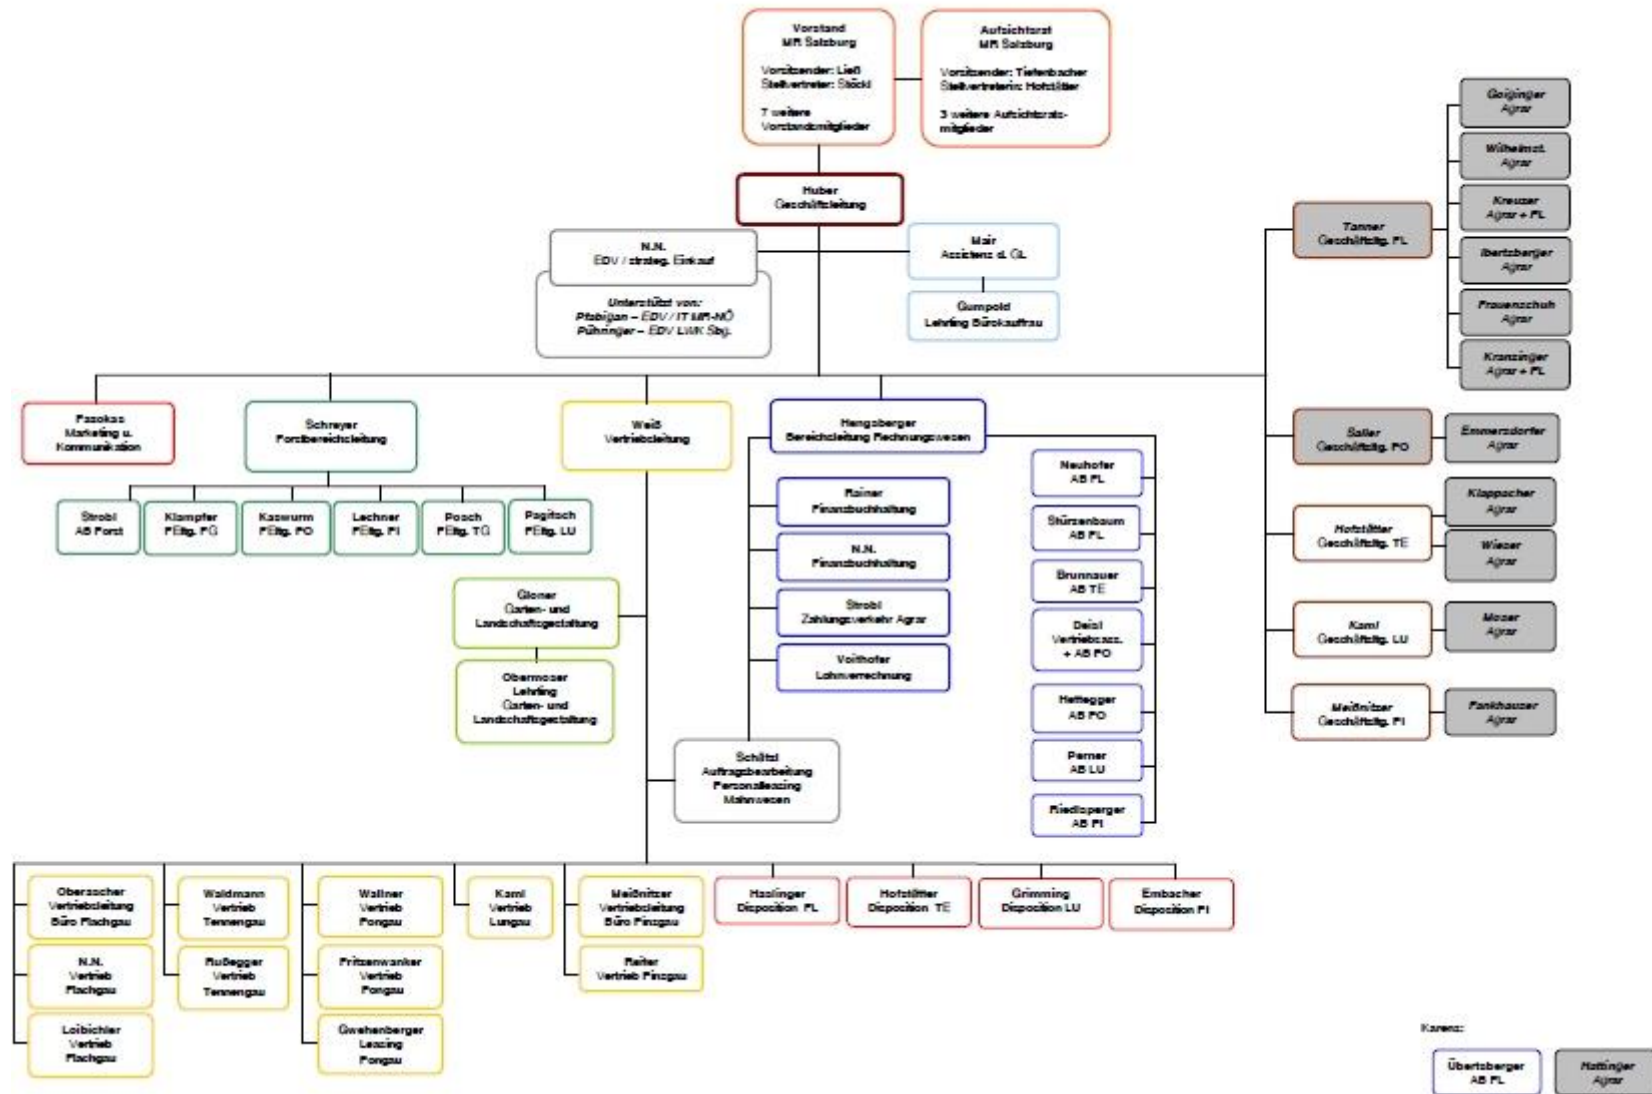 Vorstand
MR Salzburg
Vorsitzender: Ließ
Stellvertreter: Stöckl
7 weitere
Vorstandsmitglieder
Aufsichtsrat
MR Salzburg
Vorsitzender: Tiefenbacher
Stellvertreterin: Hofstätter
3 weitere Aufsichtsrats-
mitglieder
Huber
Geschäftsleitung
N.N.
EDV / strateg. Einkauf
Unterstützt von:
Pfabigan – EDV / IT MR-NÖ
Pühringer – EDV LWK Sbg.
Mair
Assistenz d. GL
Gumpold
Lehrling Bürokauffrau
Tanner
Geschäftsltg. FL
Goiginger
Agrar
Wilhelmst.
Agrar
Kreuzer
Agrar + FL
Ibertsberger
Agrar
Frauenschuh
Agrar
Kranzinger
Agrar + FL
Saller
Geschäftsltg. PO
Emmersdorfer
Agrar
Hofstätter
Geschäftsltg. TE
Klappacher
Agrar
Wieser
Agrar
Kaml
Geschäftsltg. LU
Moser
Agrar
Meißnitzer
Geschäftsltg. PI
Fankhauser
Agrar
Fazokas
Marketing u.
Kommunikation
Schreyer
Forstbereichsleitung
Weiß
Vertriebsleitung
Hengsberger
Bereichsleitung Rechnungswesen
Strobl
AB Forst
Klampfer
FEltg. FG
Kaswurm
FEltg. PO
Lechner
FEltg. PI
Posch
FEltg. TG
Pagitsch
FEltg. LU
Gloner
Garten- und
Landschaftsgestaltung
Obermoser
Lehrling
Garten- und
Landschaftsgestaltung
Rainer
Finanzbuchhaltung
N.N.
Finanzbuchhaltung
Strobl
Zahlungsverkehr Agrar
Voithofer
Lohnverrechnung
Schätzl
Auftragsbearbeitung
Personalleasing
Mahnwesen
Neuhofer
AB FL
Stürzenbaum
AB FL
Brunnauer
AB TE
Deisl
Vertriebsass.
+ AB PO
Hettegger
AB PO
Perner
AB LU
Riedlsperger
AB PI
Oberascher
Vertriebsleitung
Büro Flachgau
N.N.
Vertrieb
Flachgau
Loibichler
Vertrieb
Flachgau
Waldmann
Vertrieb
Tennengau
Rußegger
Vertrieb
Tennengau
Wallner
Vertrieb
Pongau
Fritzenwanker
Vertrieb
Pongau
Gwehenberger
Leasing
Pongau
Kaml
Vertrieb
Lungau
Meißnitzer
Vertriebsleitung
Büro Pinzgau
Reiter
Vertrieb Pinzgau
Haslinger
Disposition FL
Hofstätter
Disposition TE
Grimming
Disposition LU
Embacher
Disposition PI
Karenz:
Übertsberger
AB FL
Hattinger
Agrar